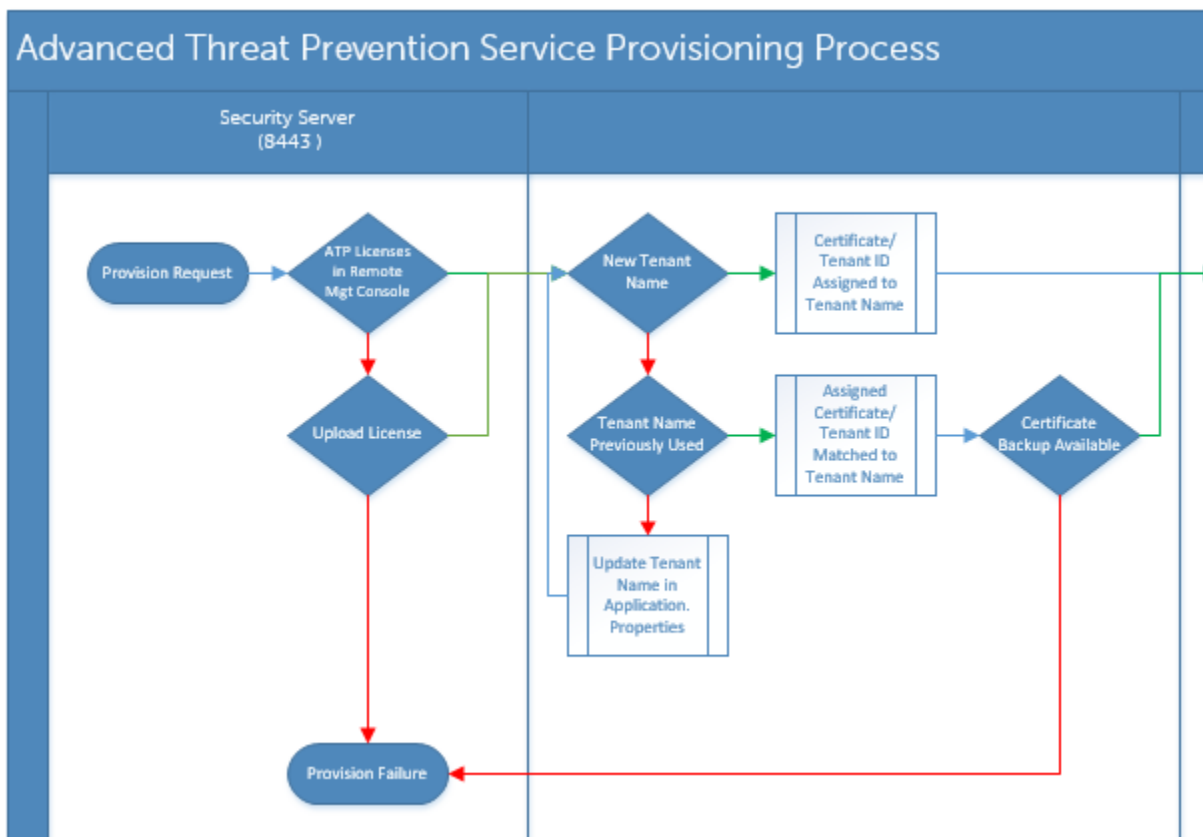 Advanced Threat Prevention Service Provisioning Process
Security Server
(8443 )
Provision Request
ATP Licenses
in Remote
Mgt Console
New Tenant
Name
Certificate/
Tenant ID
Assigned to
Tenant Name
Upload License
Tenant Name
Previously Used
Assigned
Certificate/
Tenant ID
Matched to
Tenant Name
Certificate
Backup Available
Update Tenant
Name in
Application.
Properties
Provision Failure